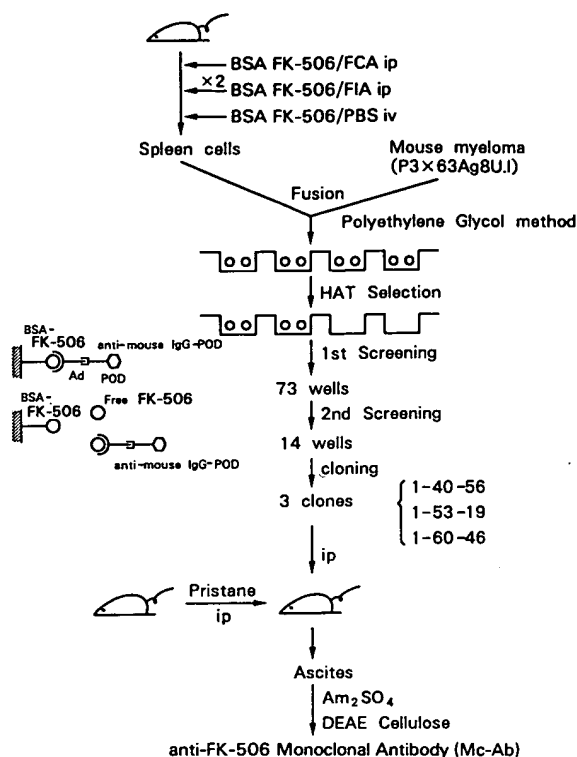 BSA FK-506/FCA ip
×2
BSA FK-506/FIA ip
BSA FK-506/PBS iv
Spleen cells
Mouse myeloma
(P3×63Ag8U.I)
Fusion
Polyethylene Glycol method
HAT Selection
BSA-
FK-506
anti-mouse IgG-POD
Ad
POD
BSA-
FK-506
Free FK-506
anti-mouse IgG-POD
1st Screening
73 wells
2nd Screening
14 wells
cloning
3 clones
1-40-56
1-53-19
1-60-46
ip
Pristane
ip
Ascites
Am2SO4
DEAE Cellulose
anti-FK-506 Monoclonal Antibody (Mc-Ab)